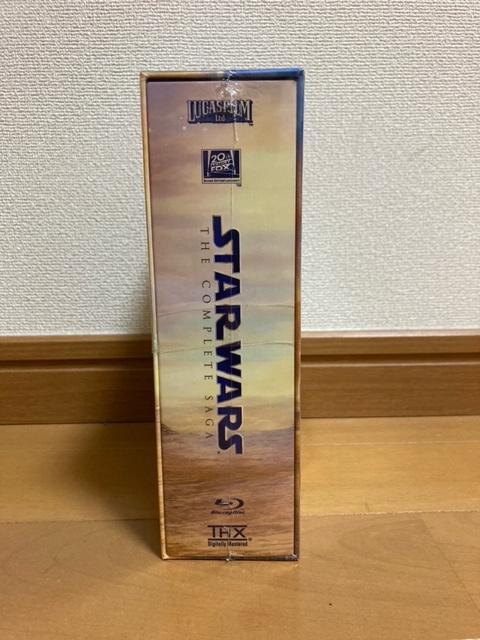 LUCASFILM
Ltd.
20th
CENTURY
FOX
STAR WARS
THE COMPLETE SAGA
Blu-ray Disc
THX
Digitally Mastered